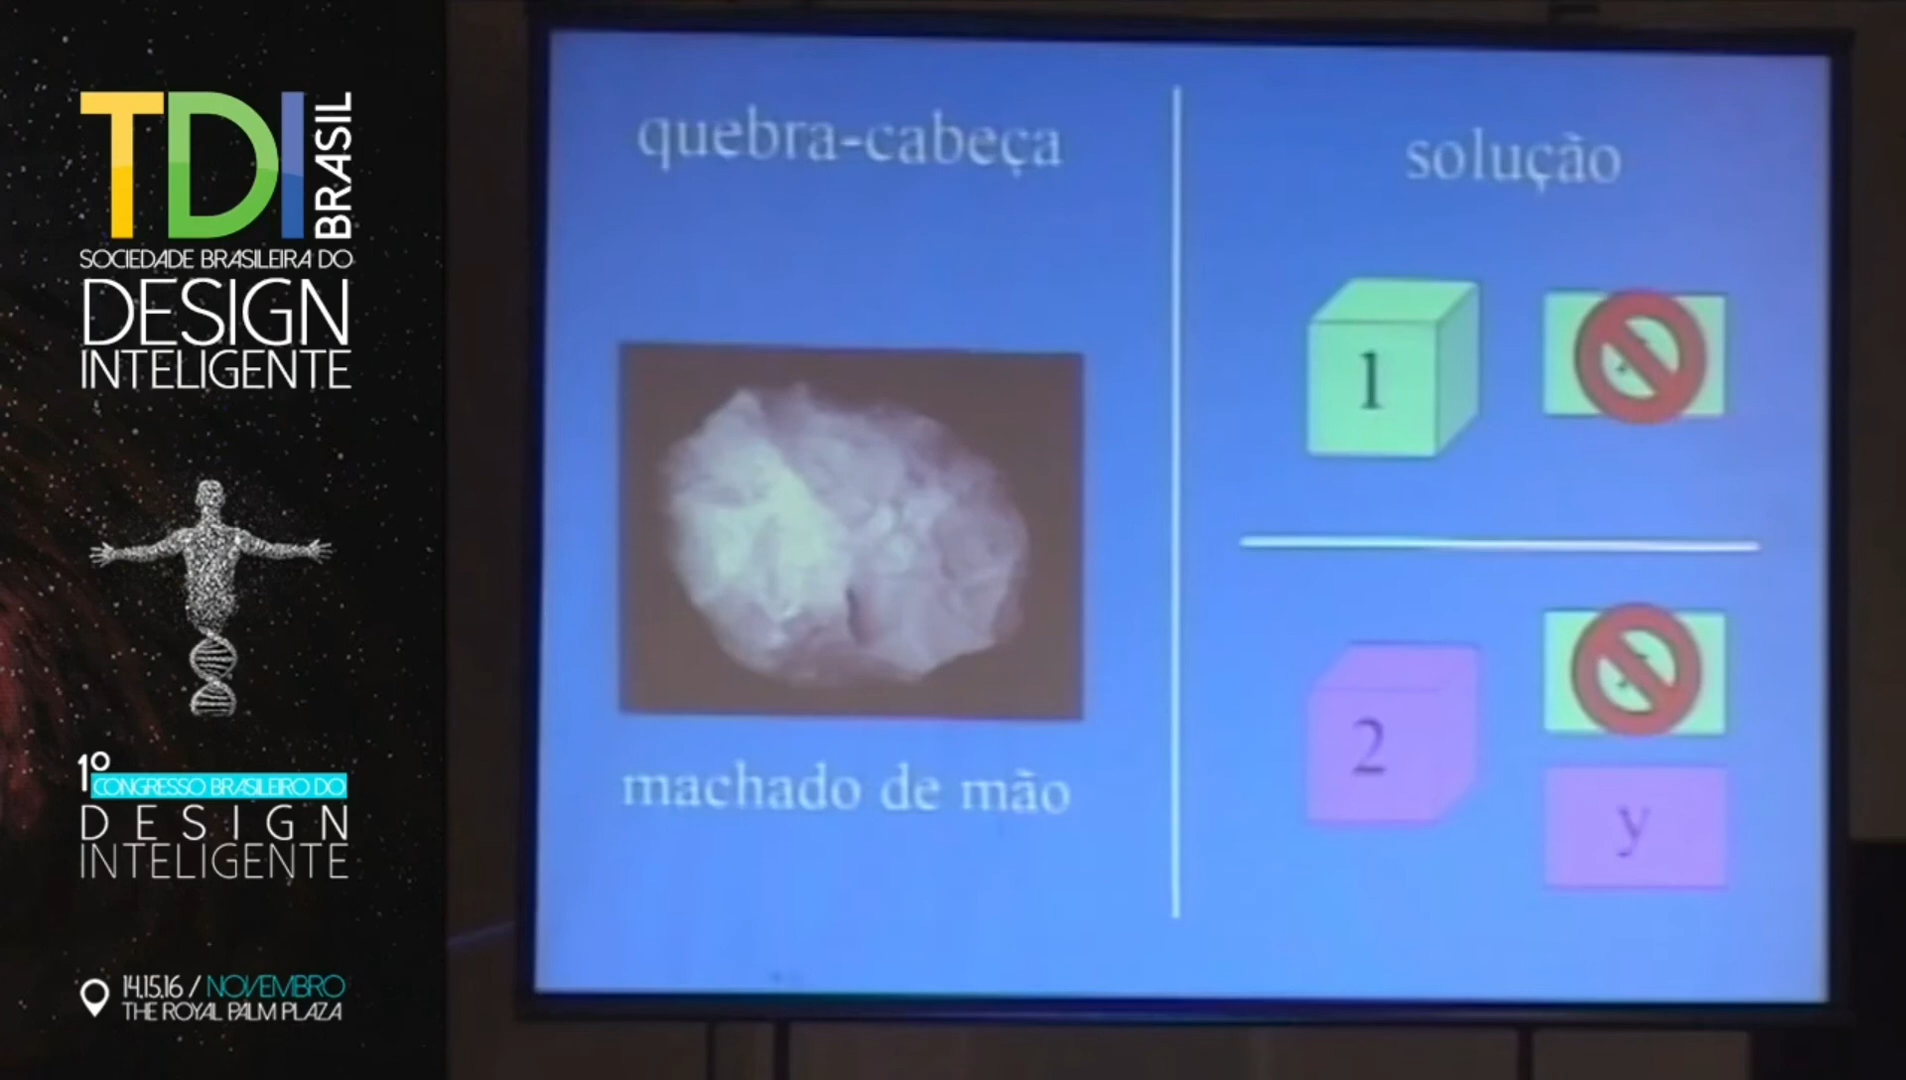 TDI BRASIL
SOCIEDADE BRASILEIRA DO
DESIGN
INTELIGENTE
1º
CONGRESSO BRASILEIRO DO
DESIGN
INTELIGENTE
14.15.16 / NOVEMBRO
THE ROYAL PALM PLAZA
quebra-cabeça
machado de mão
solução
1
2
y